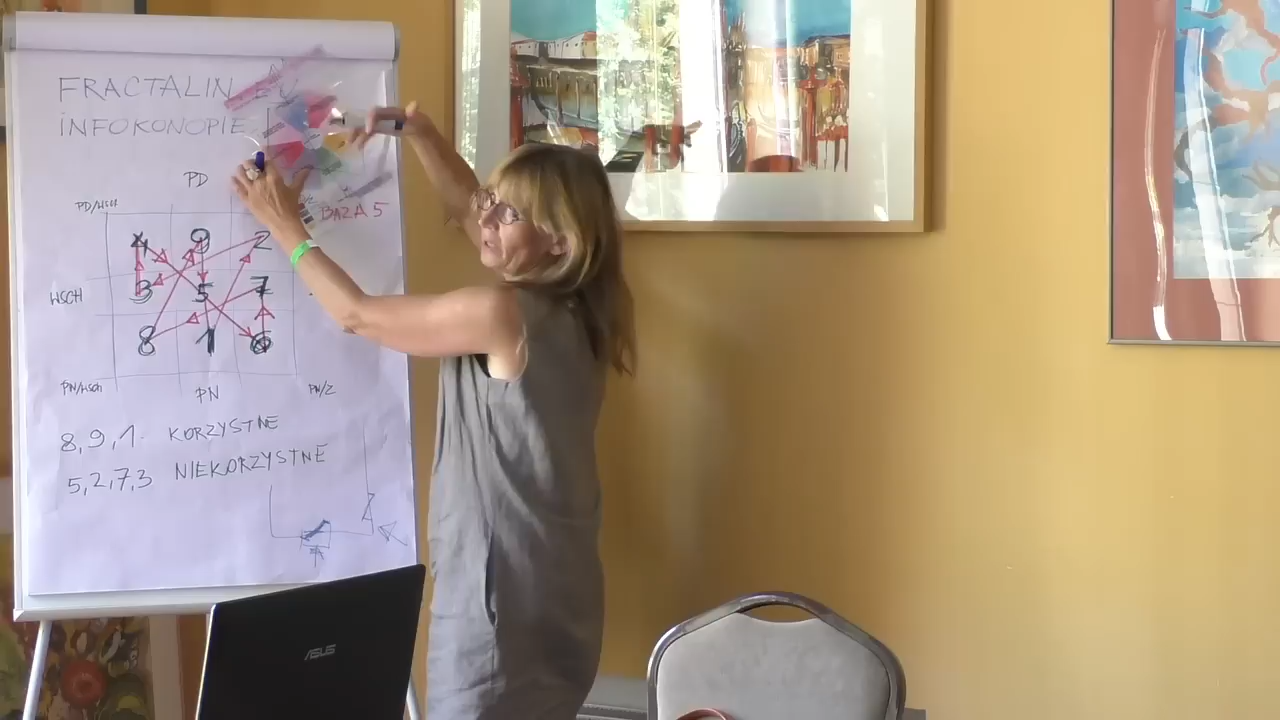 FRACTALIN
INFOKONOPIE
PD
PD/WSCH
BAZA 5
4 9 2
WSCH 3 5 7
8 1 6
PN/WSCH PN PN/Z
8,9,1. KORZYSTNE
5,2,7,3 NIEKORZYSTNE
ASUS